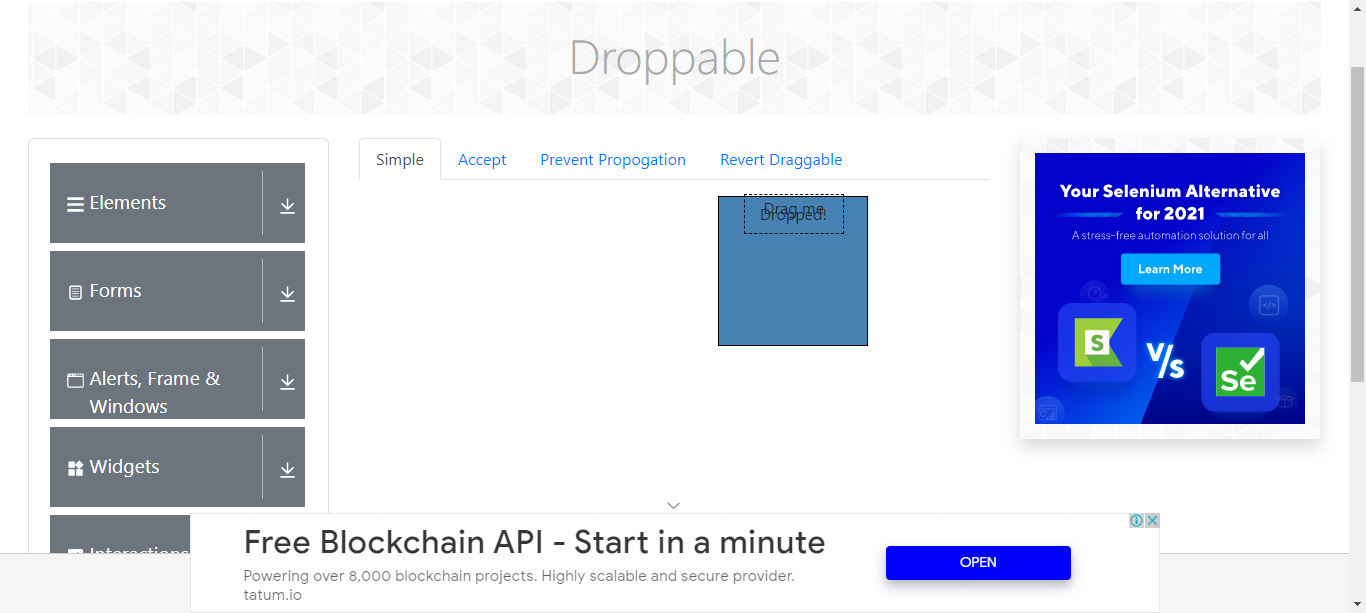 Droppable
Elements
Forms
Alerts, Frame &
Windows
Widgets
Interactions
Simple
Accept
Prevent Propogation
Revert Draggable
Drag me
Dropped!
Your Selenium Alternative
for 2021
A stress-free automation solution for all
Learn More
S
V/s
Se
Free Blockchain API - Start in a minute
Powering over 8,000 blockchain projects. Highly scalable and secure provider.
tatum.io
OPEN